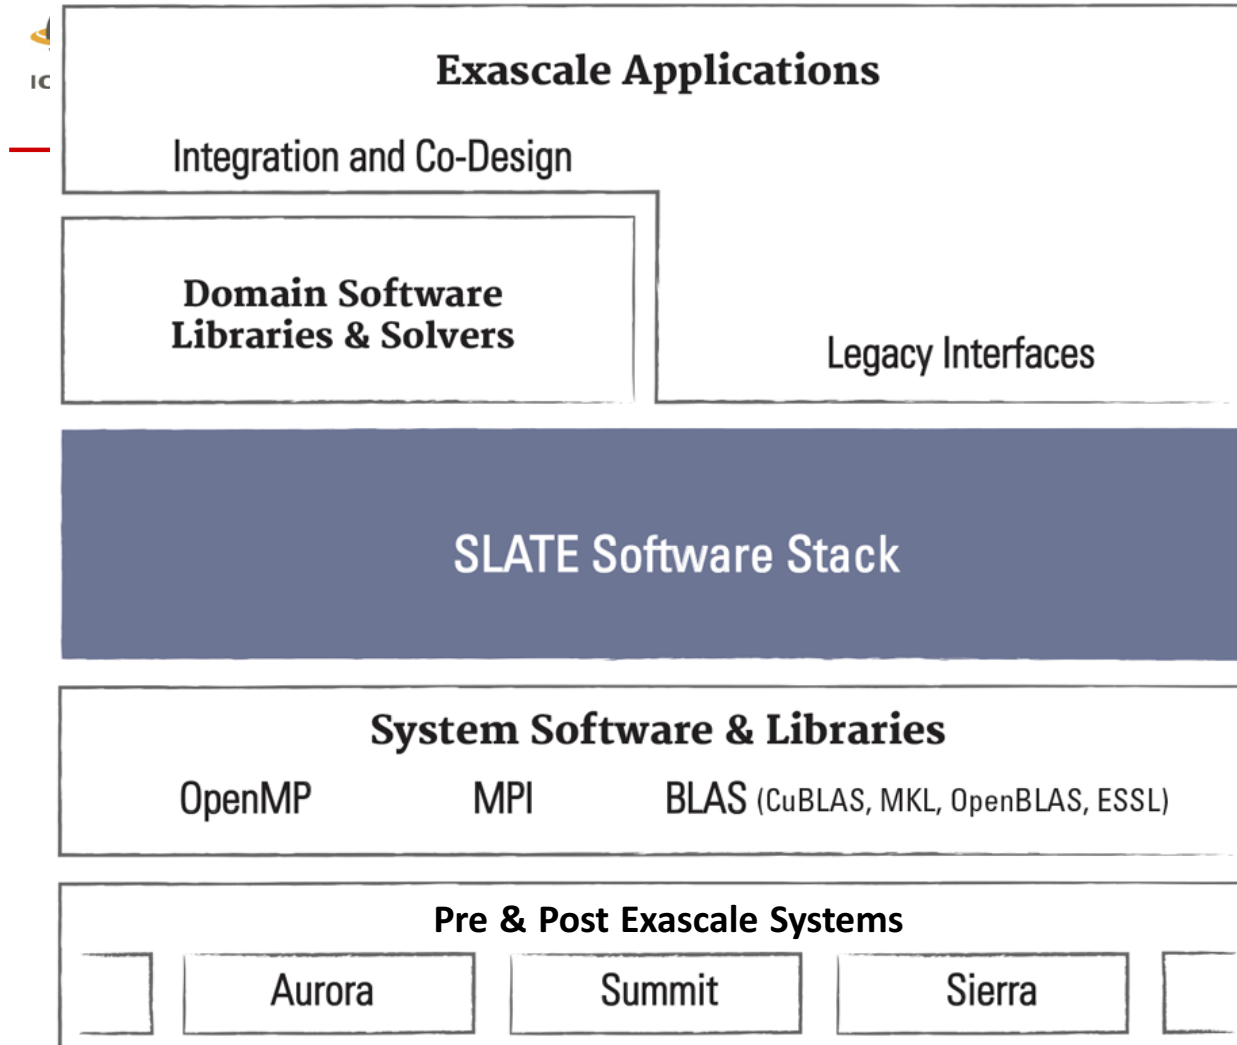 Exascale Applications
IC
Integration and Co-Design
Domain Software
Libraries & Solvers
Legacy Interfaces
SLATE Software Stack
System Software & Libraries
OpenMP MPI BLAS (CuBLAS, MKL, OpenBLAS, ESSL)
Pre & Post Exascale Systems
Aurora Summit Sierra